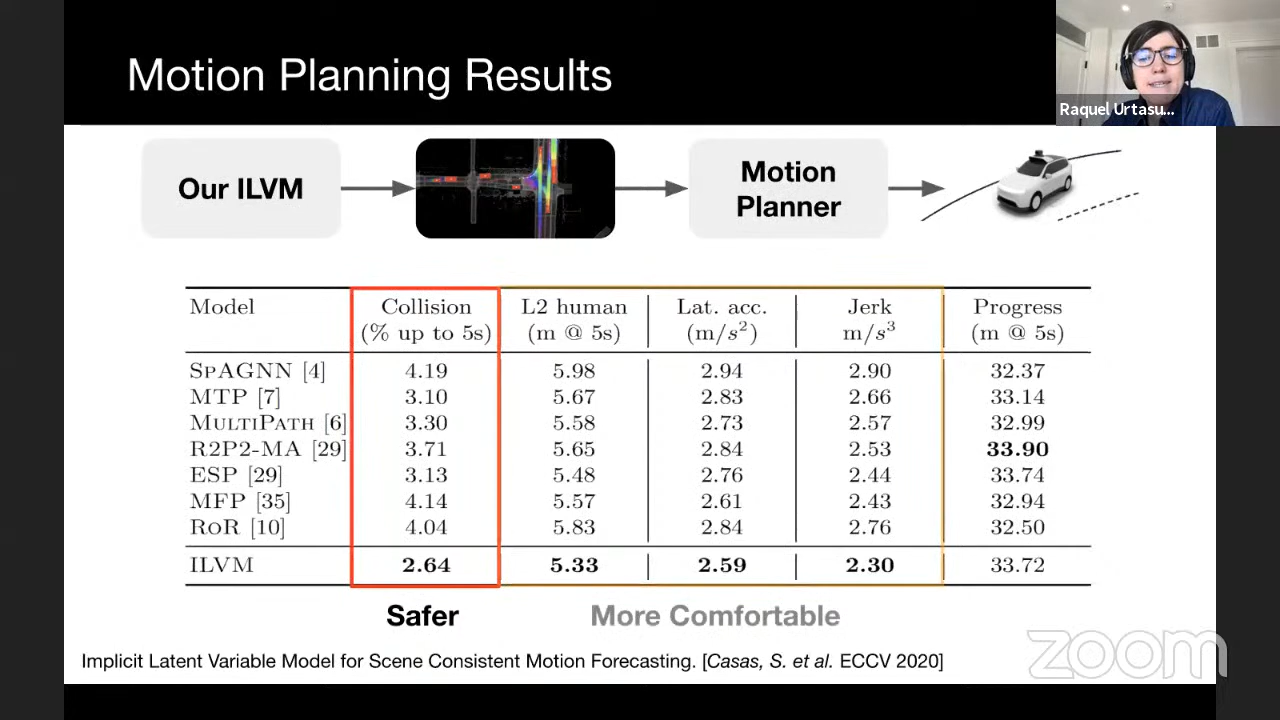 Motion Planning Results
Raquel Urtasu...
Our ILVM
Motion
Planner
Model Collision L2 human Lat. acc. Jerk Progress
(% up to 5s) (m @ 5s) (m/s²) m/s³ (m @ 5s)
SpAGNN [4] 4.19 5.98 2.94 2.90 32.37
MTP [7] 3.10 5.67 2.83 2.66 33.14
MultiPath [6] 3.30 5.58 2.73 2.57 32.99
R2P2-MA [29] 3.71 5.65 2.84 2.53 33.90
ESP [29] 3.13 5.48 2.76 2.44 33.74
MFP [35] 4.14 5.57 2.61 2.43 32.94
RoR [10] 4.04 5.83 2.84 2.76 32.50
ILVM 2.64 5.33 2.59 2.30 33.72
Safer More Comfortable
Implicit Latent Variable Model for Scene Consistent Motion Forecasting. [Casas, S. et al. ECCV 2020]
zoom